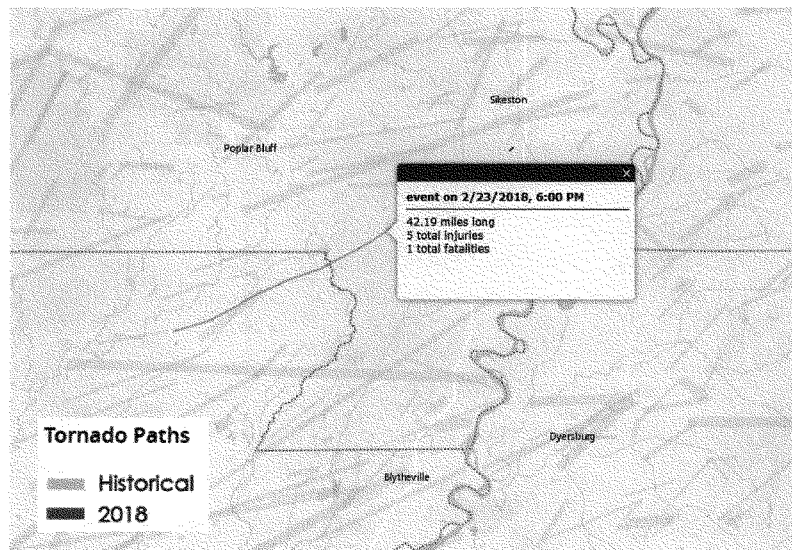 Sikeston
Poplar Bluff
×
event on 2/23/2018, 6:00 PM
42.19 miles long
5 total injuries
1 total fatalities
Tornado Paths
Historical
2018
Dyersburg
Blytheville